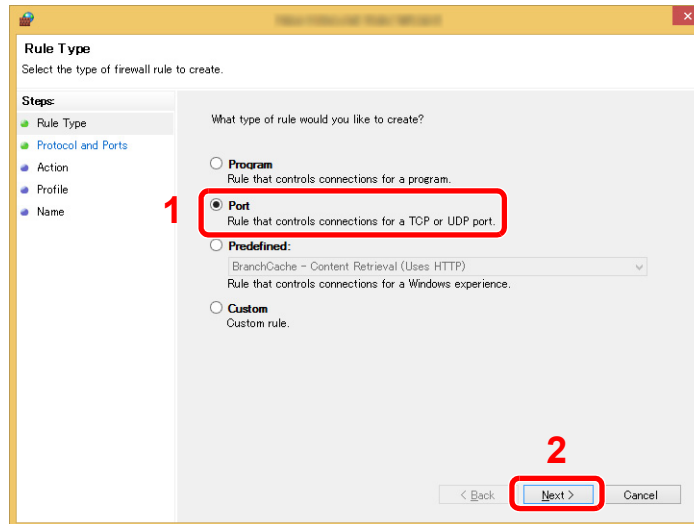 Rule Type
Select the type of firewall rule to create.
Steps:
Rule Type
Protocol and Ports
Action
Profile
Name
What type of rule would you like to create?
Program
Rule that controls connections for a program.
1
Port
Rule that controls connections for a TCP or UDP port.
Predefined:
BranchCache - Content Retrieval (Uses HTTP)
Rule that controls connections for a Windows experience.
Custom
Custom rule.
2
< Back
Next >
Cancel